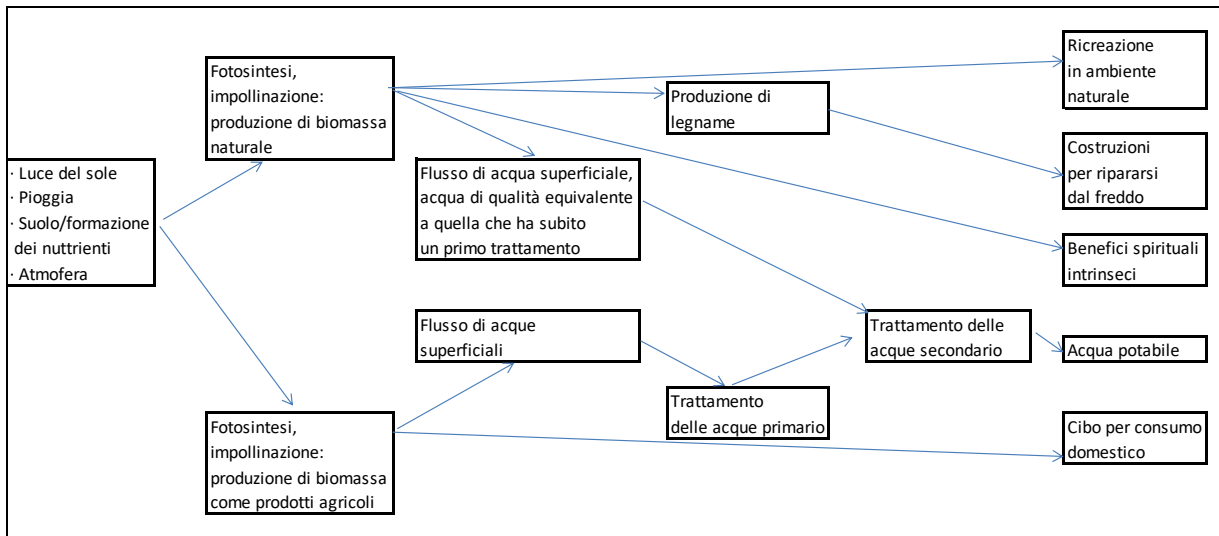 · Luce del sole
· Pioggia
· Suolo/formazione
dei nuttrienti
· Atmofera
Fotosintesi,
impollinazione:
produzione di biomassa
naturale
Fotosintesi,
impollinazione:
produzione di biomassa
come prodotti agricoli
Flusso di acqua superficiale,
acqua di qualità equivalente
a quella che ha subito
un primo trattamento
Flusso di acque
superficiali
Produzione di
legname
Trattamento
delle acque primario
Trattamento delle
acque secondario
Ricreazione
in ambiente
naturale
Costruzioni
per ripararsi
dal freddo
Benefici spirituali
intrinseci
Acqua potabile
Cibo per consumo
domestico